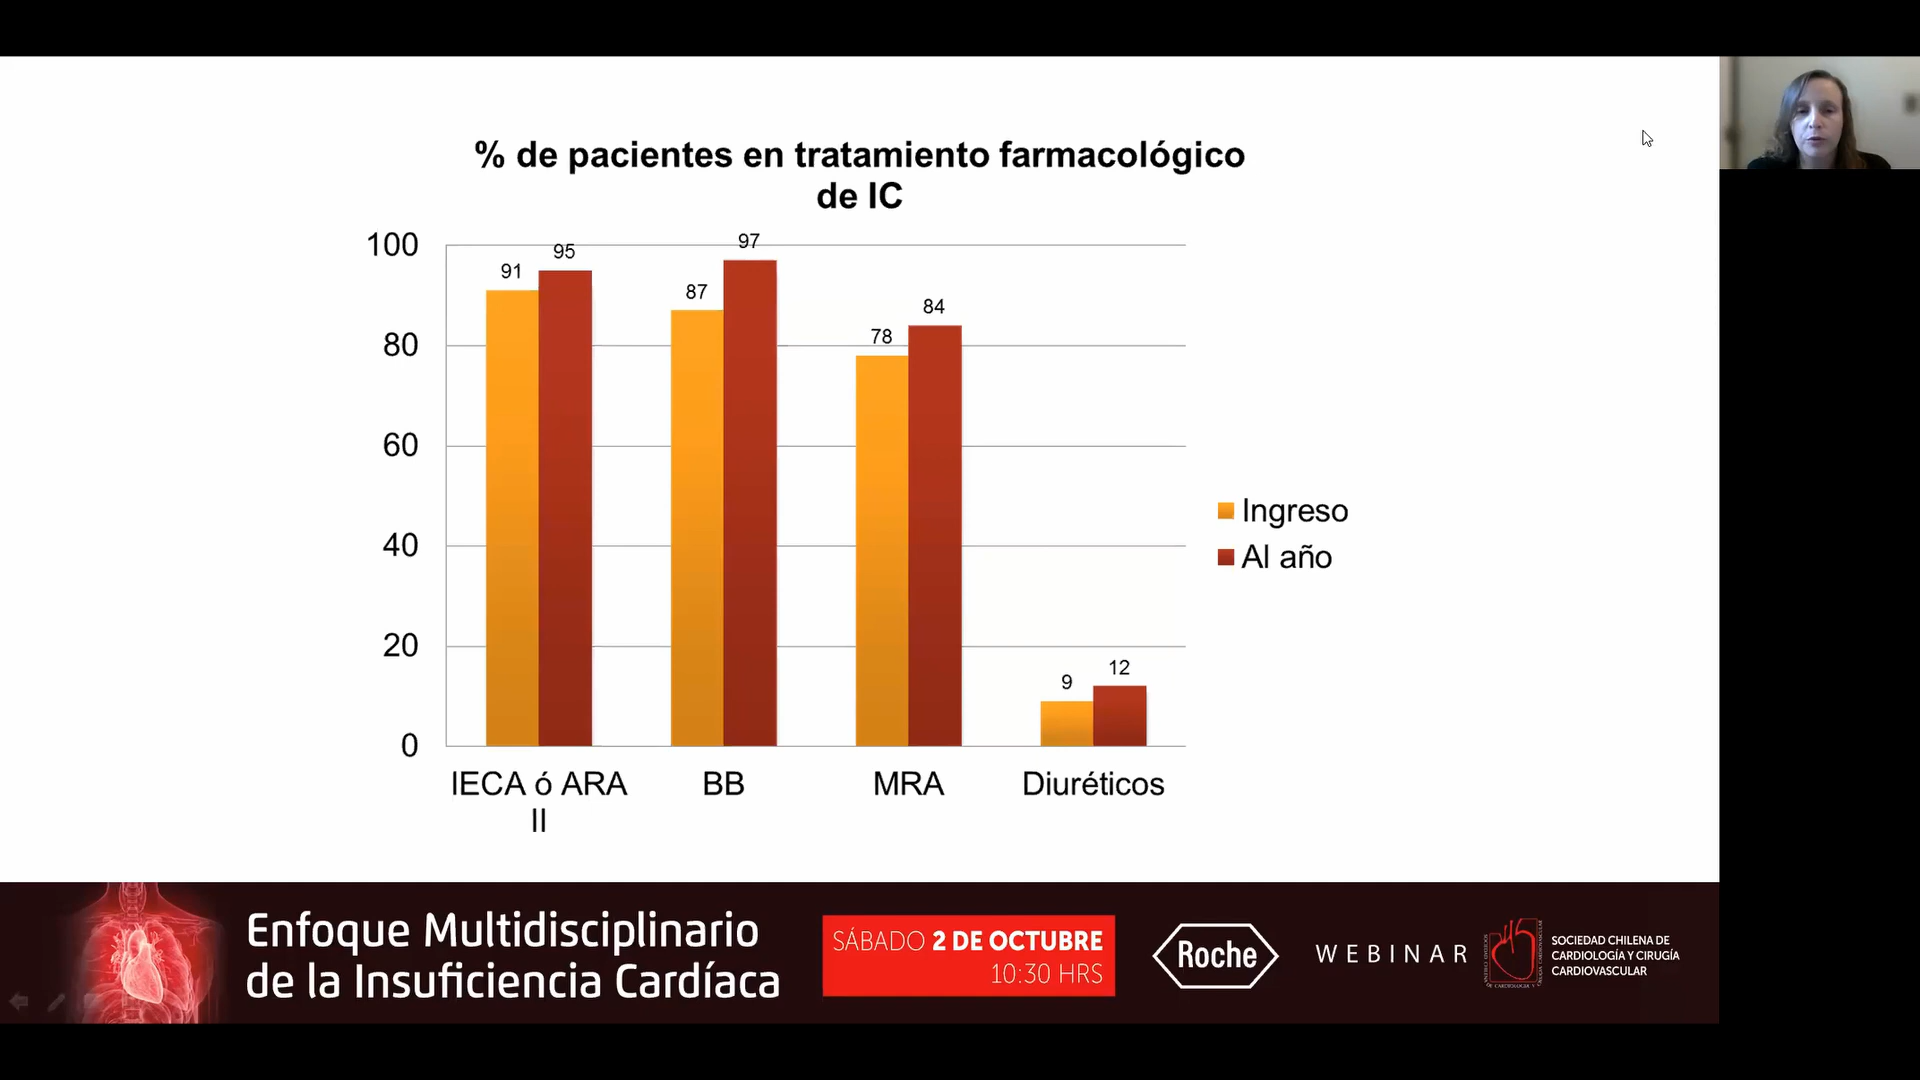 % de pacientes en tratamiento farmacológico
de IC
100
80
60
40
20
0
91
95
87
97
78
84
9
12
IECA ó ARA
II
BB
MRA
Diuréticos
Ingreso
Al año
Enfoque Multidisciplinario
de la Insuficiencia Cardíaca
SÁBADO 2 DE OCTUBRE
10:30 HRS
Roche
WEBINAR
SOCIEDAD CHILENA DE
CARDIOLOGÍA Y CIRUGÍA
CARDIOVASCULAR